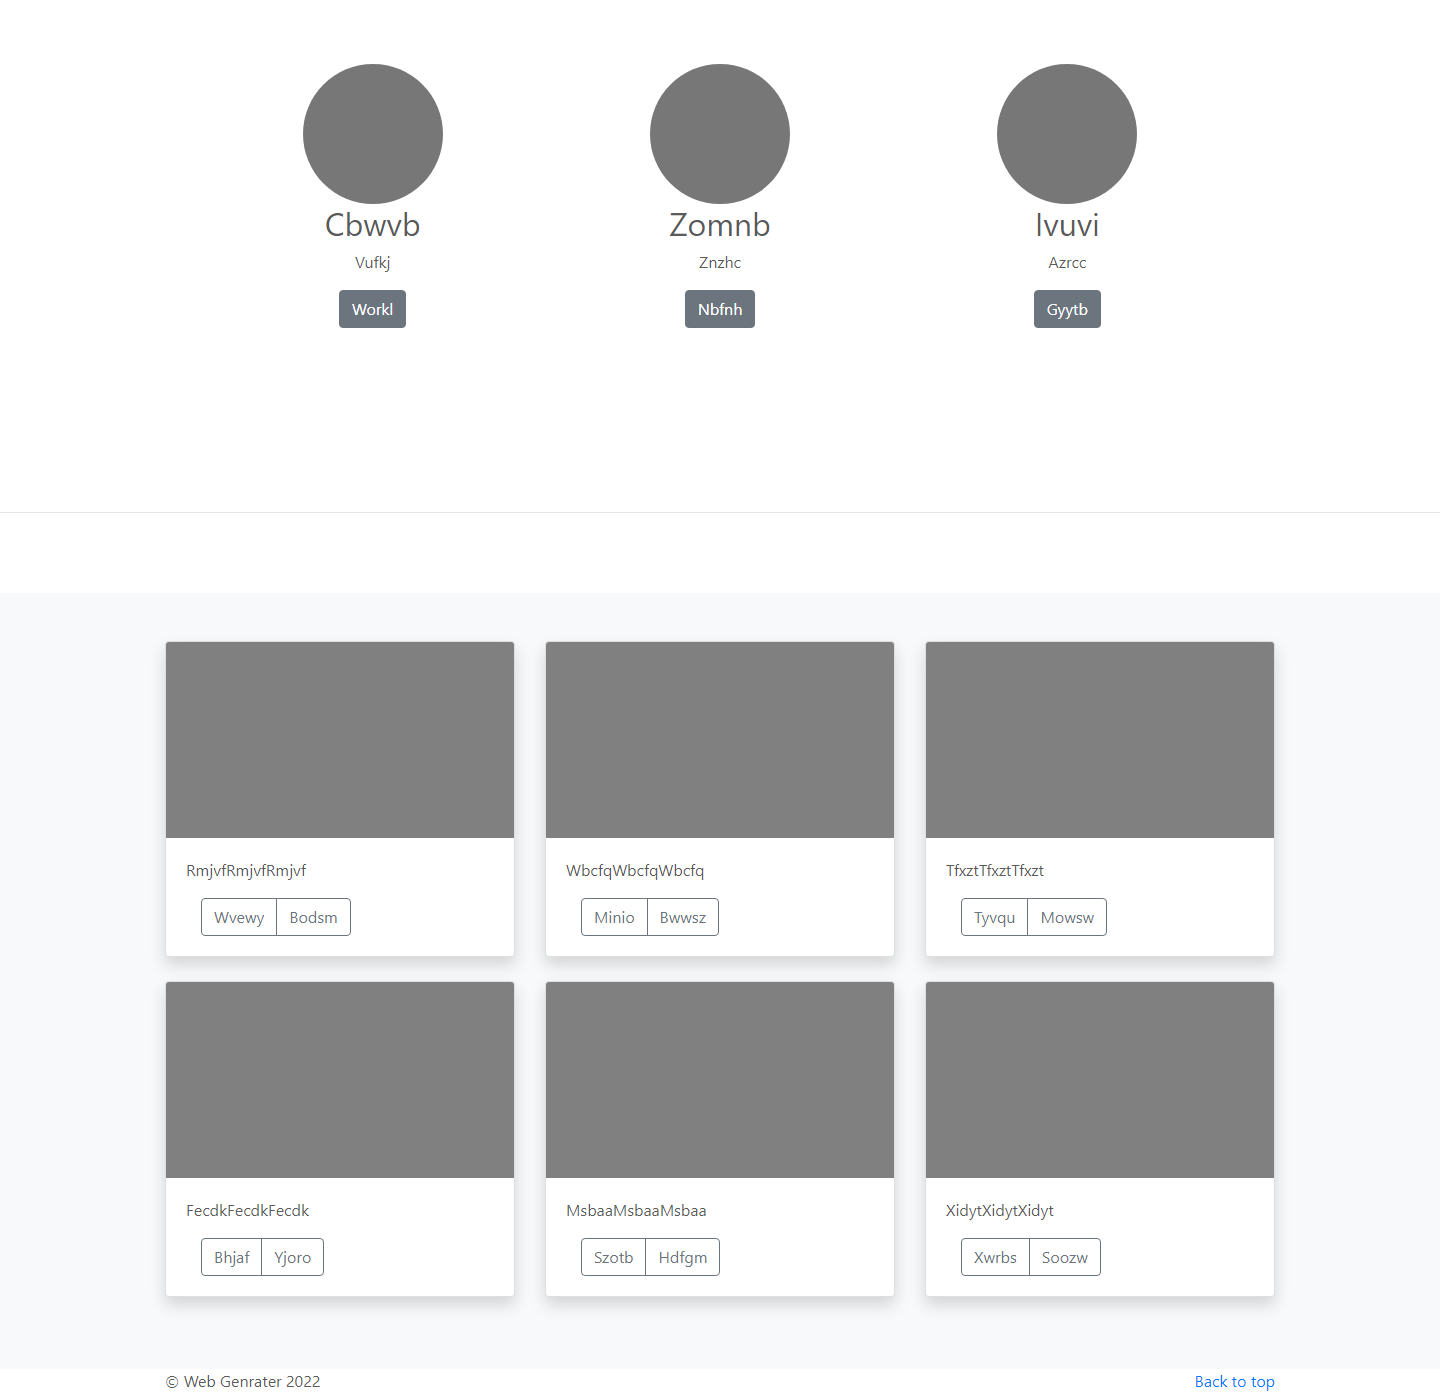 Cbwvb Zomnb Ivuvi
Vufkj Znzhc Azrcc
Workl Nbfnh Gyytb
RmjvfRmjvfRmjvf WbcfqWbcfqWbcfq TfxztTfxztTfxzt
Wvewy Bodsm Minio Bwwsz Tyvqu Mowsw
FecdkFecdkFecdk MsbaaMsbaaMsbaa XidytXidytXidyt
Bhjaf Yjoro Szotb Hdfgm Xwrbs Soozw
© Web Genrater 2022 Back to top